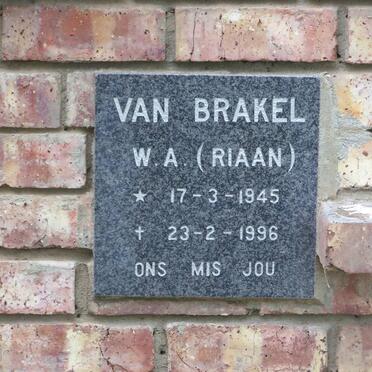 VAN BRAKEL
W.A. (RIAAN)
★ 17-3-1945
✝ 23-2-1996
ONS MIS JOU